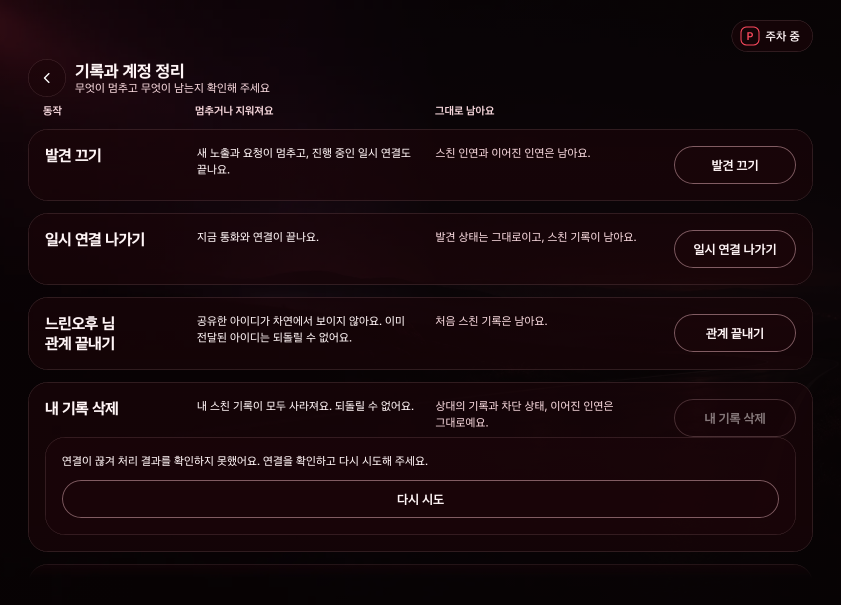 P 주차 중
기록과 계정 정리
무엇이 멈추고 무엇이 남는지 확인해 주세요
동작 멈추거나 지워져요 그대로 남아요
발견 끄기
새 노출과 요청이 멈추고, 진행 중인 일시 연결도
끝나요.
스친 인연과 이어진 인연은 남아요.
발견 끄기
일시 연결 나가기
지금 통화와 연결이 끝나요.
발견 상태는 그대로이고, 스친 기록이 남아요.
일시 연결 나가기
느린오후 님
관계 끝내기
공유한 아이디가 차연에서 보이지 않아요. 이미
전달된 아이디는 되돌릴 수 없어요.
처음 스친 기록은 남아요.
관계 끝내기
내 기록 삭제
내 스친 기록이 모두 사라져요. 되돌릴 수 없어요.
상대의 기록과 차단 상태, 이어진 인연은
그대로예요.
내 기록 삭제
연결이 끊겨 처리 결과를 확인하지 못했어요. 연결을 확인하고 다시 시도해 주세요.
다시 시도